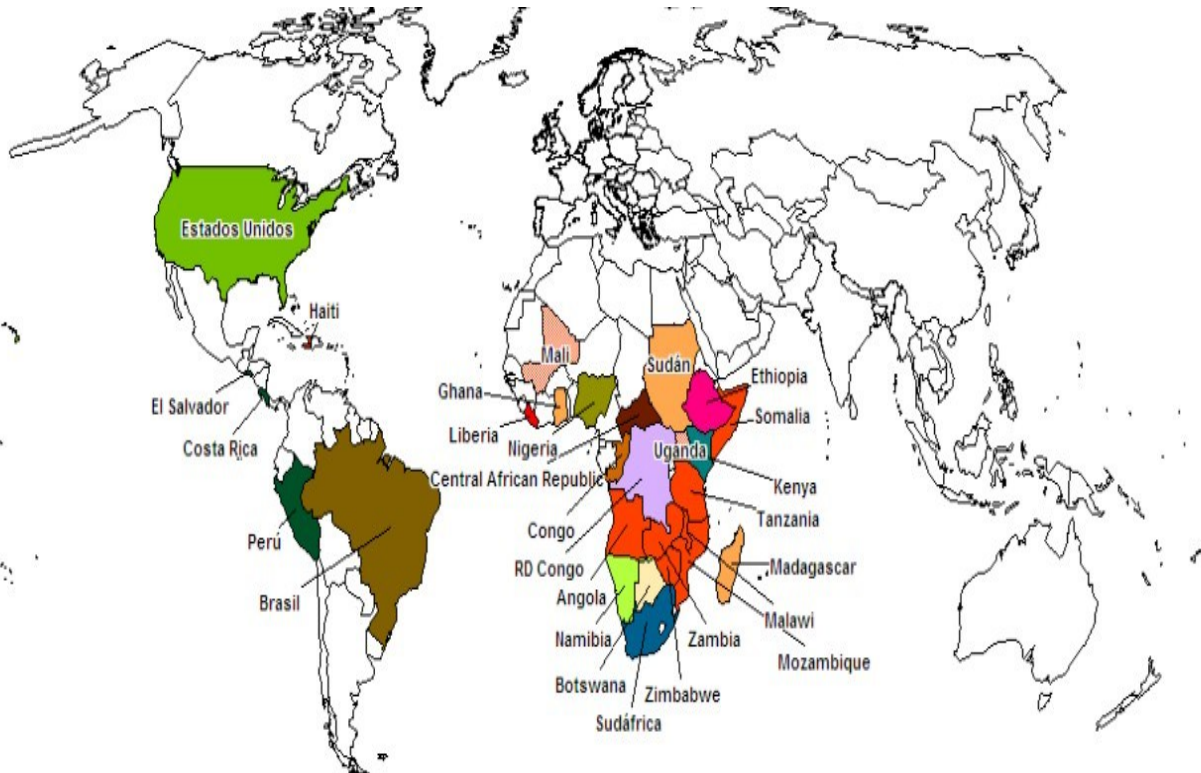 Estados Unidos
Haiti
El Salvador
Costa Rica
Perú
Brasil
Mali
Sudán
Ghana
Ethiopia
Somalia
Liberia
Nigeria
Uganda
Central African Republic
Kenya
Congo
Tanzania
RD Congo
Madagascar
Angola
Malawi
Namibia
Zambia
Mozambique
Botswana
Zimbabwe
Sudáfrica